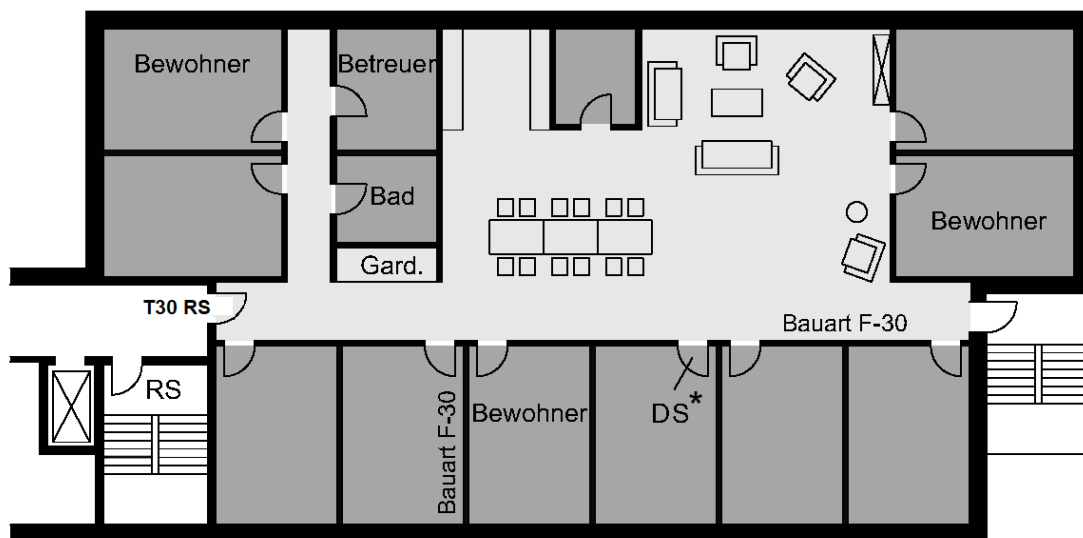 Bewohner
Betreuer
Bad
Bewohner
Gard.
T30 RS
Bauart F-30
RS
Bauart F-30
Bewohner
DS*